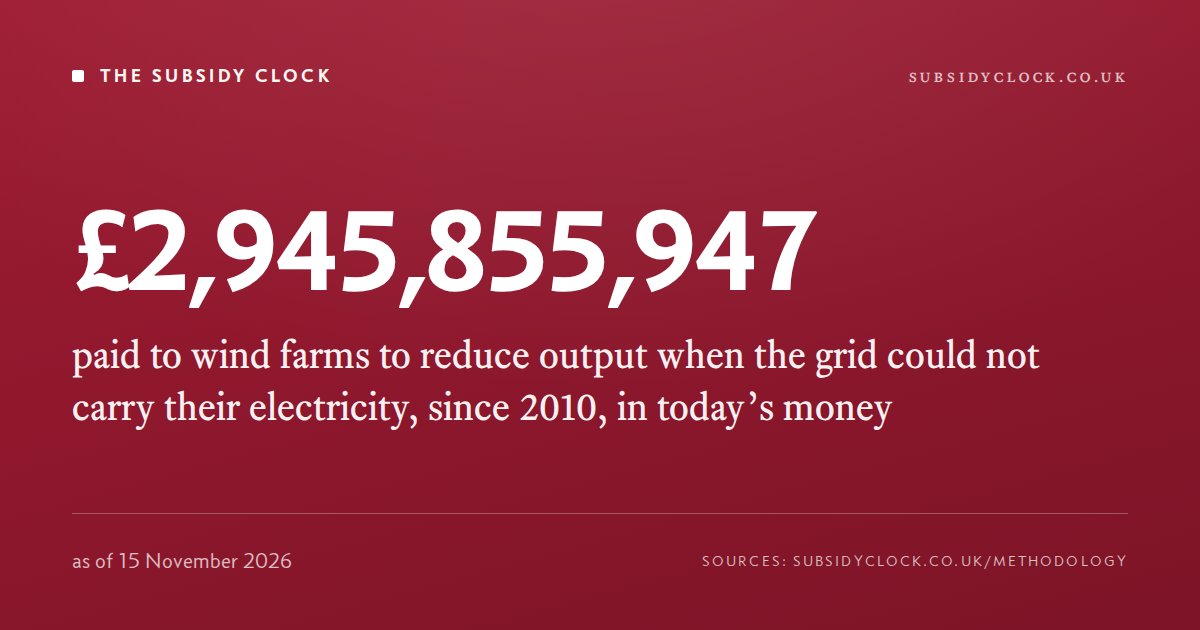 THE SUBSIDY CLOCK
SUBSIDYCLOCK.CO.UK
£2,945,855,947
paid to wind farms to reduce output when the grid could not
carry their electricity, since 2010, in today’s money
as of 15 November 2026
SOURCES: SUBSIDYCLOCK.CO.UK/METHODOLOGY